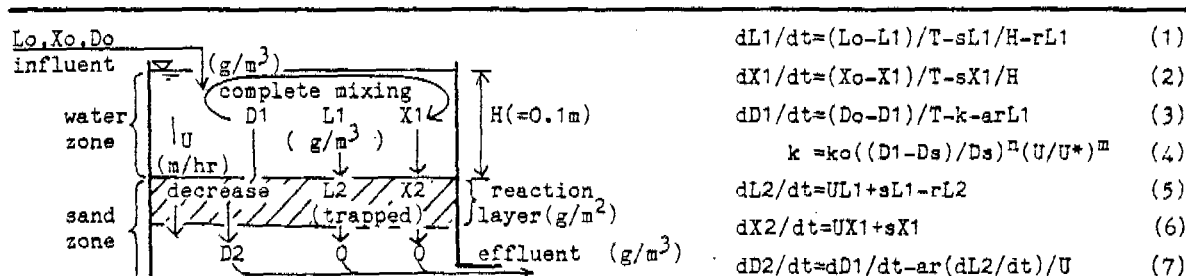 Lo,Xo,Do
influent
(g/m³)
complete mixing
water
zone
D1 L1 X1
H(=0.1m)
U
(m/hr)
( g/m³ )
decrease L2 X2
(trapped)
reaction
layer(g/m²)
sand
zone
D2 0 0
effluent (g/m³)
dL1/dt=(Lo-L1)/T-sL1/H-rL1 (1)
dX1/dt=(Xo-X1)/T-sX1/H (2)
dD1/dt=(Do-D1)/T-k-arL1 (3)
k =ko((D1-Ds)/Ds)ⁿ(U/U*)ᵐ (4)
dL2/dt=UL1+sL1-rL2 (5)
dX2/dt=UX1+sX1 (6)
dD2/dt=dD1/dt-ar(dL2/dt)/U (7)